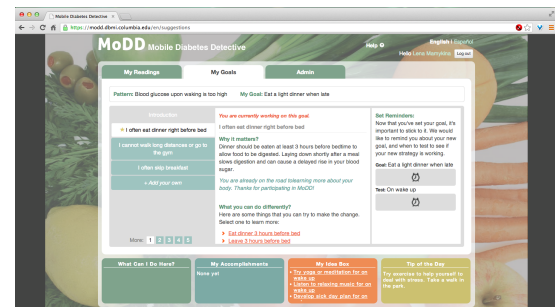 Mobile Diabetes Detective
https://modd.dbmi.columbia.edu/en/suggestions
MoDD Mobile Diabetes Detective
Help
English | Español
Hello Lena Mamykina Log out
My Readings
My Goals
Admin
Pattern: Blood glucose upon waking is too high My Goal: Eat a light dinner when late
Introduction
I often eat dinner right before bed
I cannot walk long distances or go to
the gym
I often skip breakfast
+ Add your own
More: 1 2 3 4 5
You are currently working on this goal.
I often eat dinner right before bed
Why it matters?
Dinner should be eaten at least 3 hours before bedtime to
allow food to be digested. Laying down shortly after a meal
slows digestion and can cause a delayed rise in your blood
sugar.
You are already on the road tolearning more about your
body. Thanks for participating in MoDD!
What you can do differently?
Here are some things that you can try to make the change.
Select one to learn more:
Eat dinner 3 hours before bed
Leave 3 hours before bed
Set Reminders:
Now that you've set your goal, it's
important to stick to it. We would
like to remind you about your new
goal, and when to test to see if
your new strategy is working.
Goal: Eat a light dinner when late
Test: On wake up
What Can I Do Here?
My Accomplishments
None yet
My Idea Box
Try yoga or meditation for on
wake up
Listen to relaxing music for on
wake up
Develop sick day plan for on
Tip of the Day
Try exercise to help yourself to
deal with stress. Take a walk in
the park.